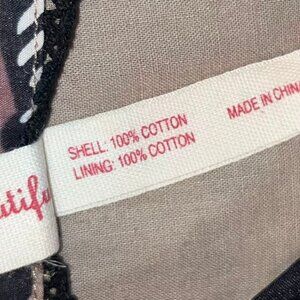 SHELL: 100% COTTON
LINING: 100% COTTON
MADE IN CHINA